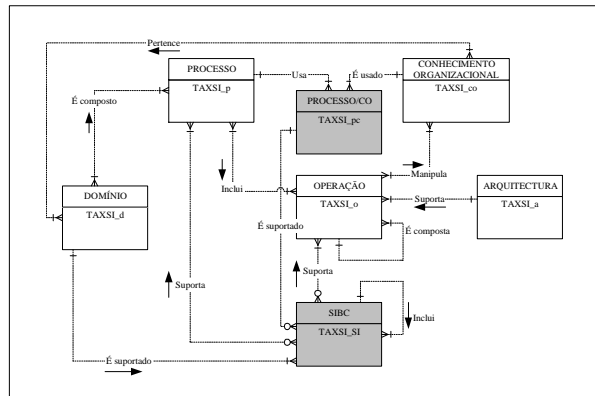 Pertence
PROCESSO
TAXSI_p
Usa
É usado
CONHECIMENTO
ORGANIZACIONAL
TAXSI_co
PROCESSO/CO
TAXSI_pc
É composto
Inclui
Manipula
DOMÍNIO
TAXSI_d
OPERAÇÃO
TAXSI_o
Suporta
ARQUITECTURA
TAXSI_a
É suportado
É composta
Suporta
Suporta
SIBC
TAXSI_SI
Inclui
É suportado